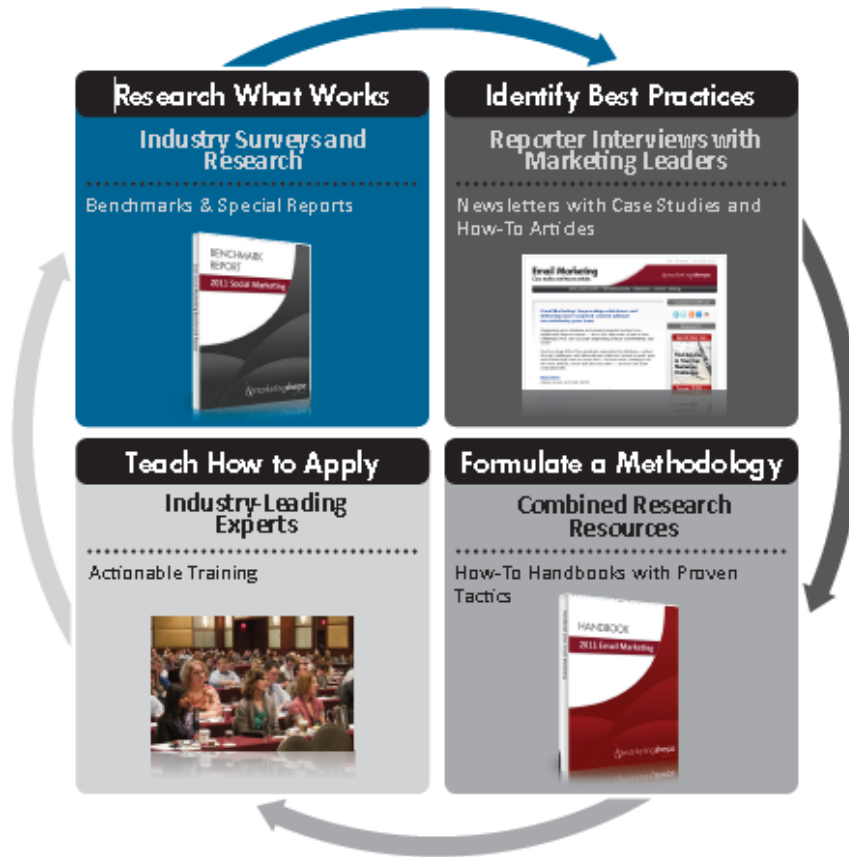 Research What Works
Industry Surveys and
Research
Benchmarks & Special Reports
BENCHMARK
REPORT
2011 Social Marketing
marketingsherpa
Identify Best Practices
Reporter Interviews with
Marketing Leaders
Newsletters with Case Studies and
How-To Articles
Email Marketing
Teach How to Apply
Industry-Leading
Experts
Actionable Training
Formulate a Methodology
Combined Research
Resources
How-To Handbooks with Proven
Tactics
HANDBOOK
2011 Email Marketing
marketingsherpa